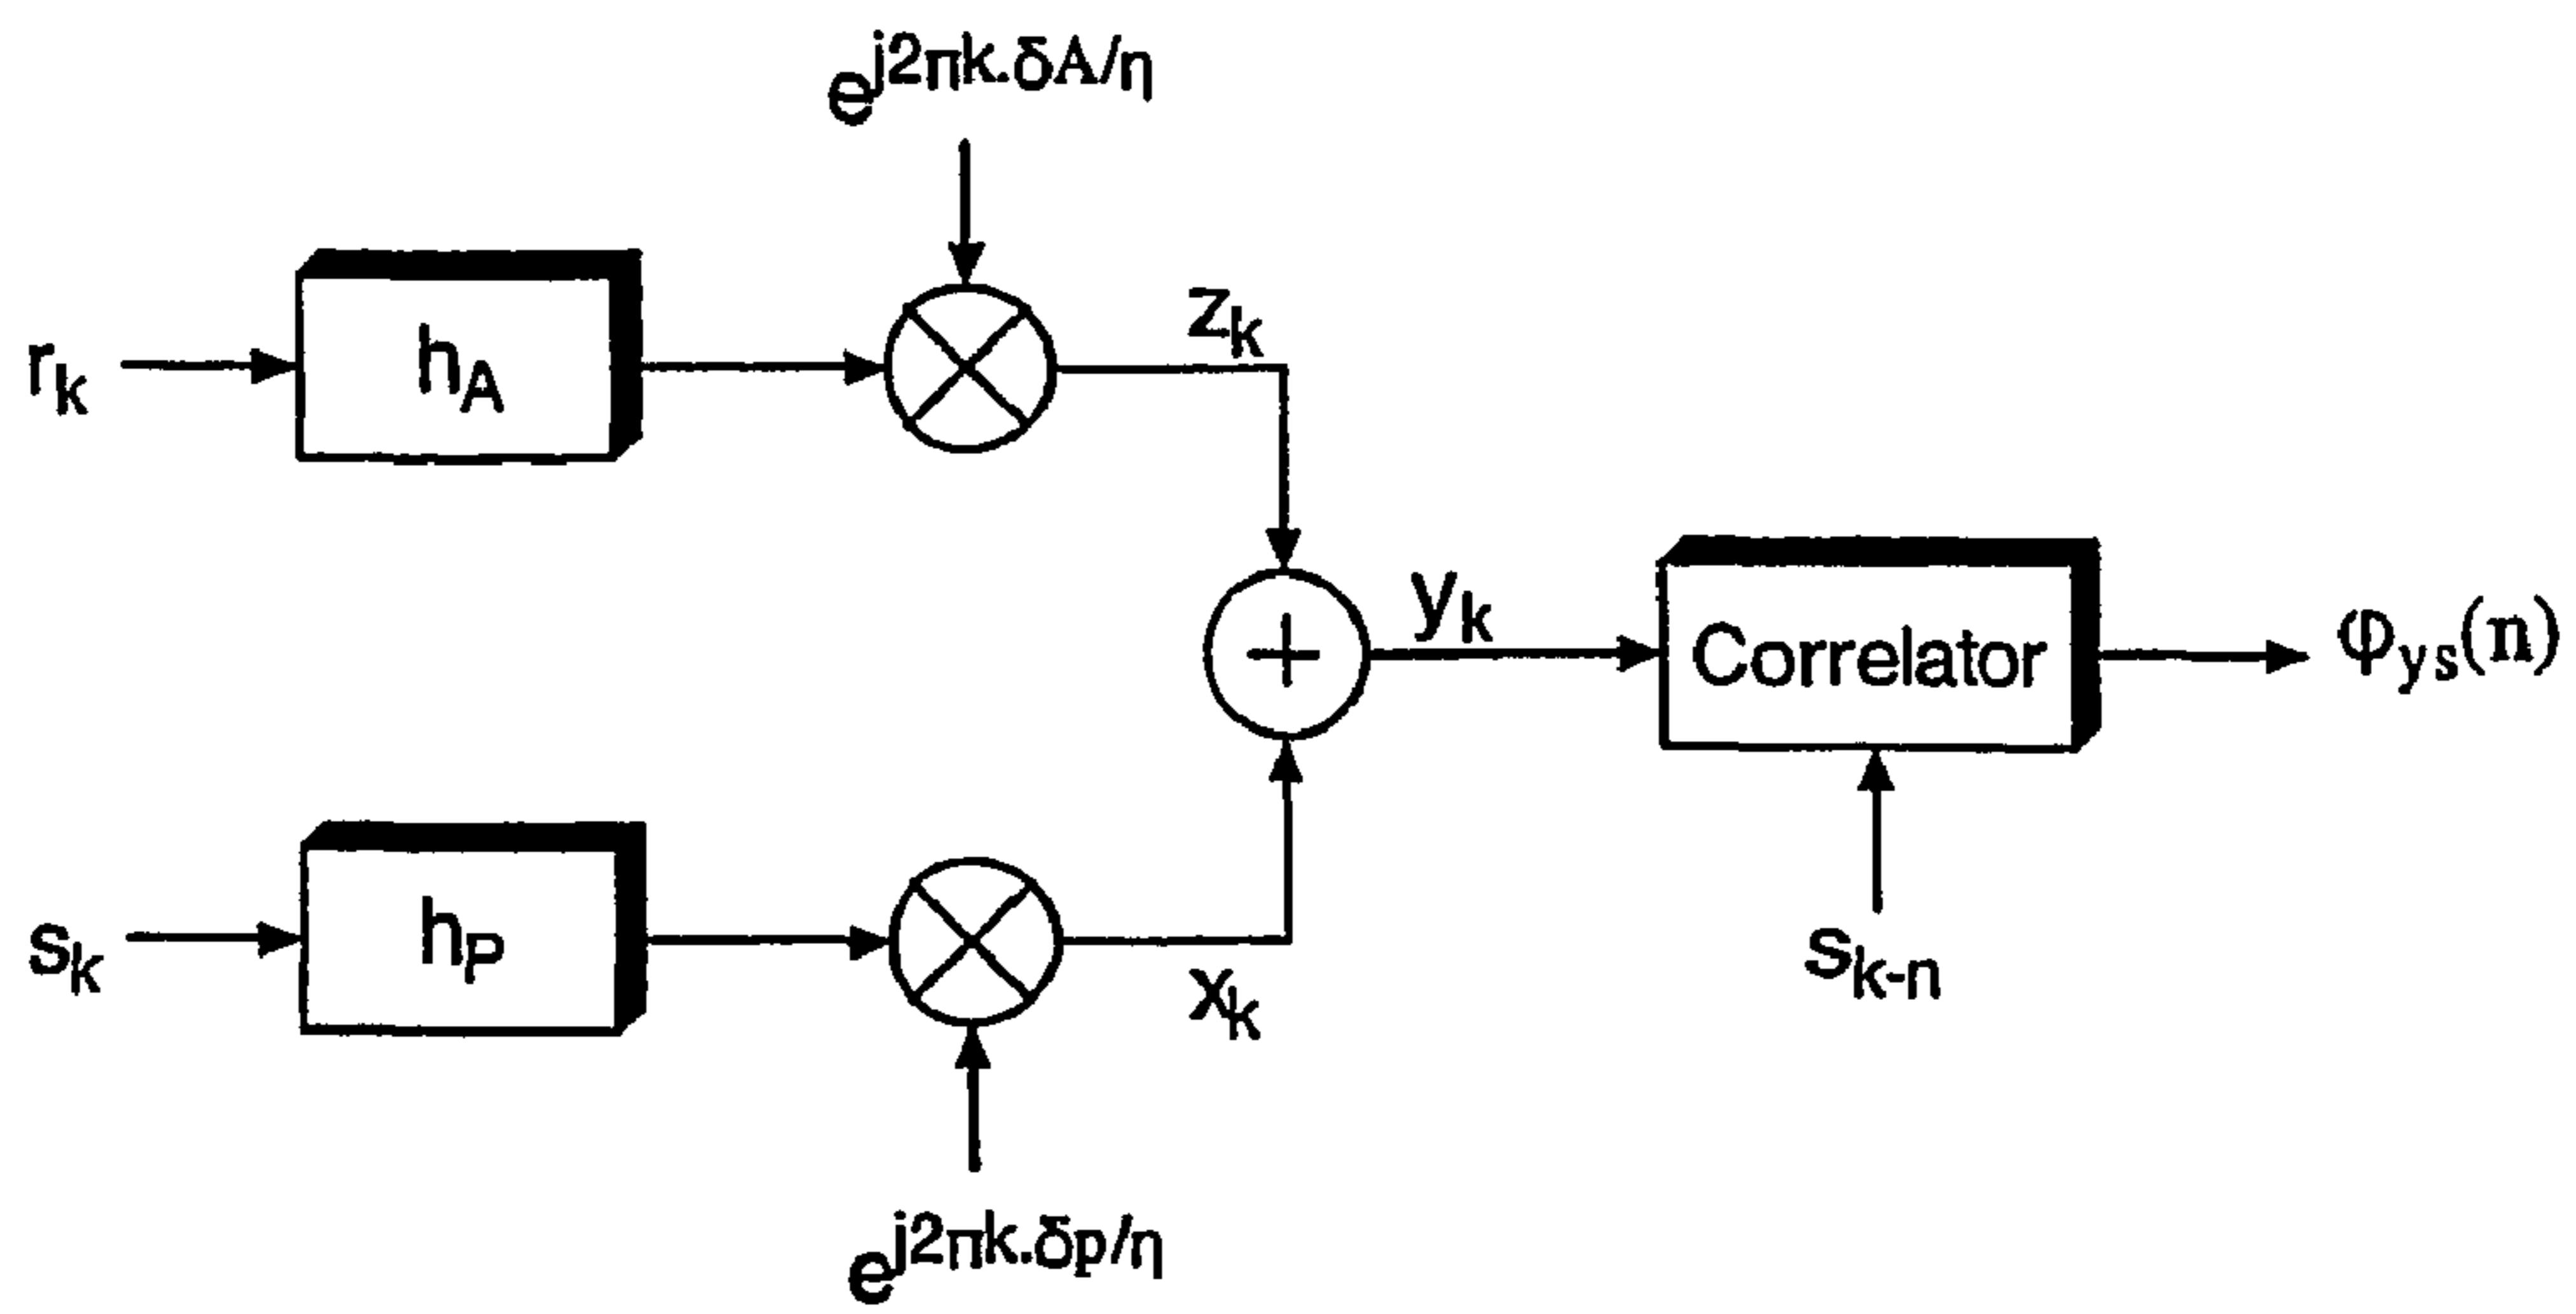 e^{j2πk.δA/η}
r_k
h_A
z_k
y_k
Correlator
φ_{ys}(n)
s_k
h_P
x_k
s_{k-n}
e^{j2πk.δp/η}